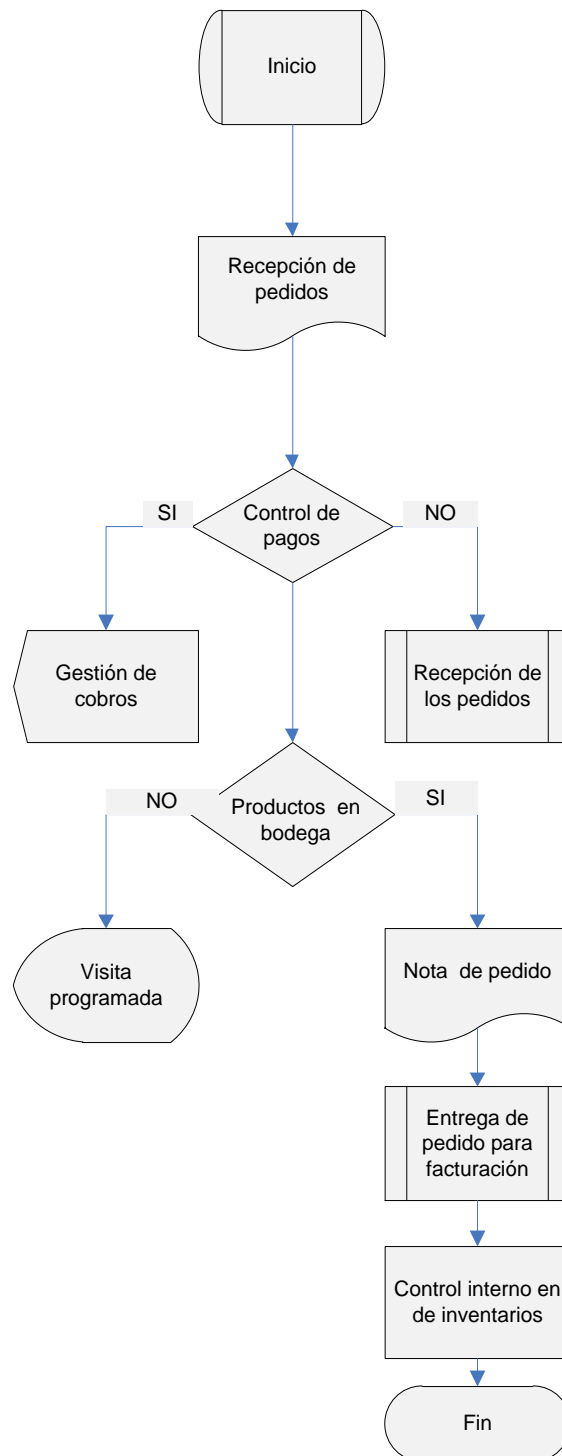 Inicio
Recepción de
pedidos
SI
Control de
pagos
NO
Gestión de
cobros
Recepción de
los pedidos
NO
Productos en
bodega
SI
Visita
programada
Nota de pedido
Entrega de
pedido para
facturación
Control interno en
de inventarios
Fin